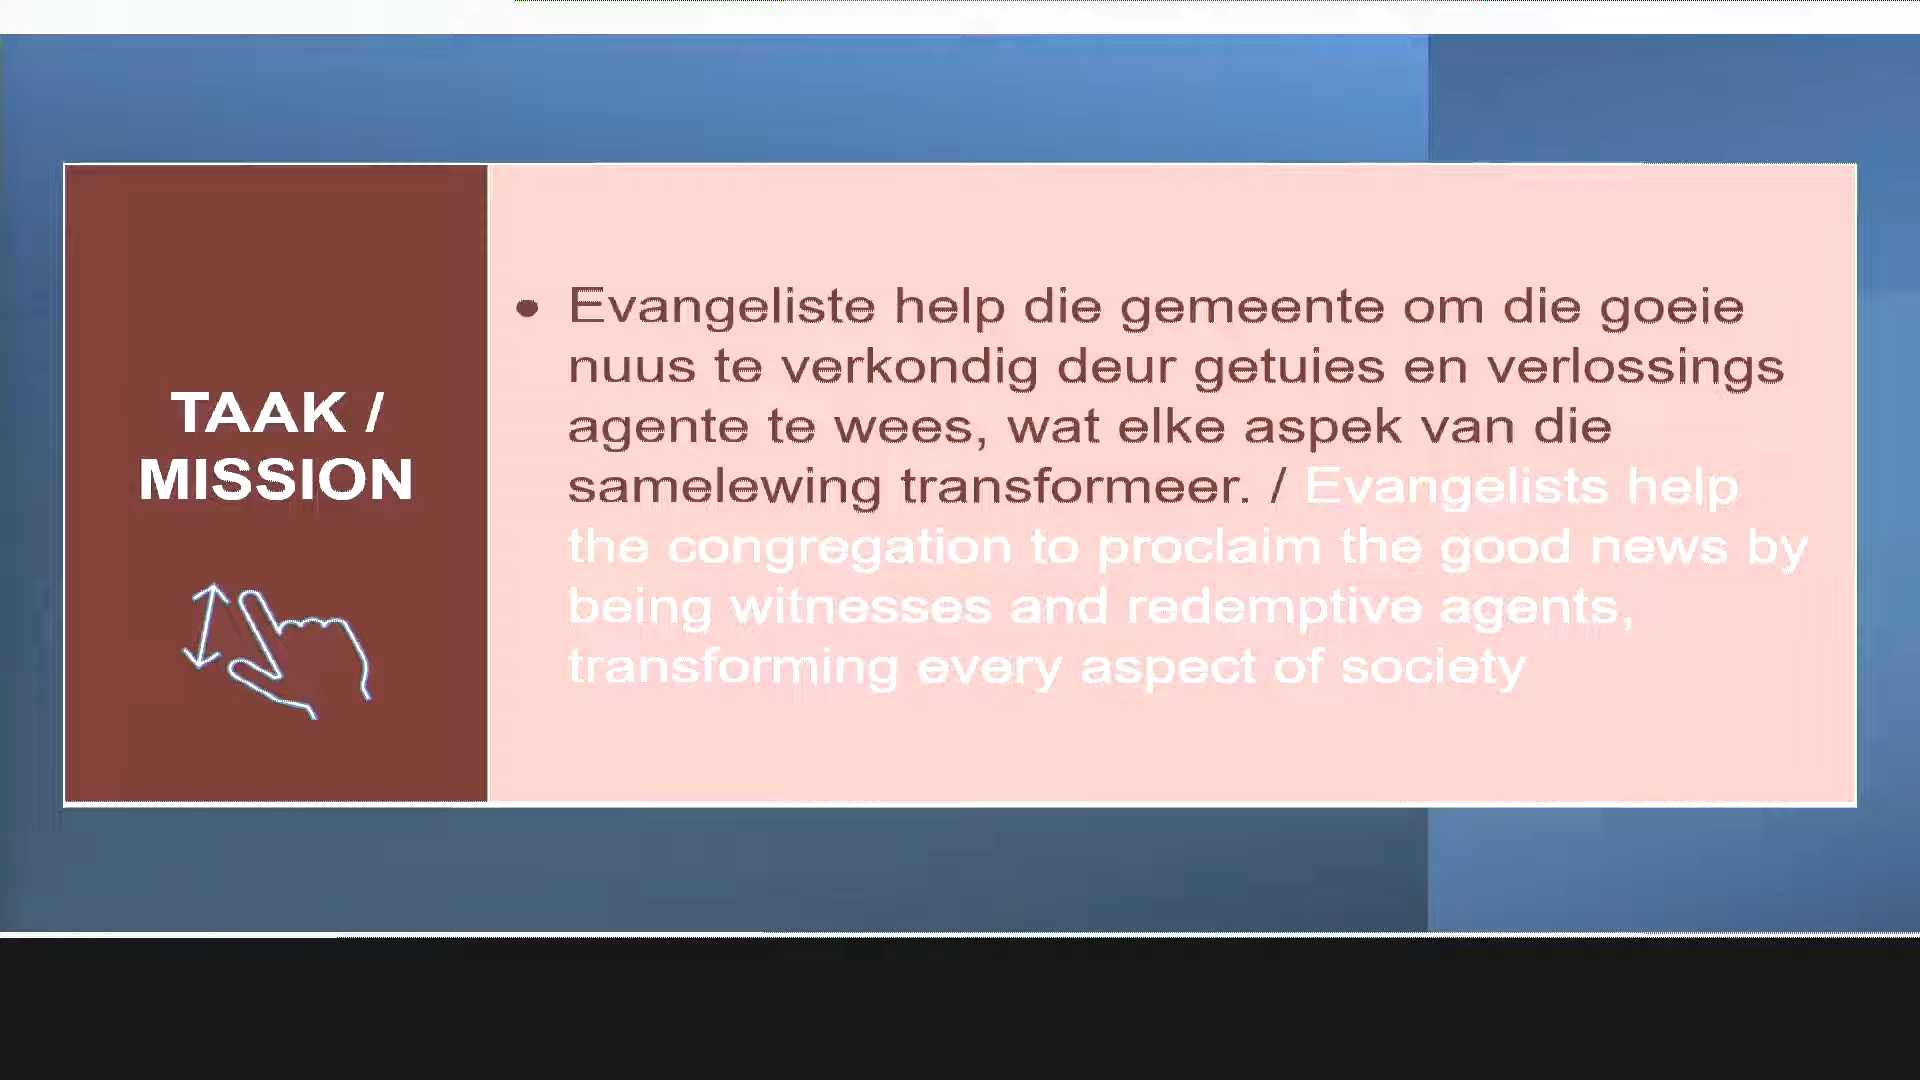 TAAK /
MISSION
• Evangeliste help die gemeente om die goeie
nuus te verkondig deur getuies en verlossings
agente te wees, wat elke aspek van die
samelewing transformeer. / Evangelists help
the congregation to proclaim the good news by
being witnesses and redemptive agents,
transforming every aspect of society